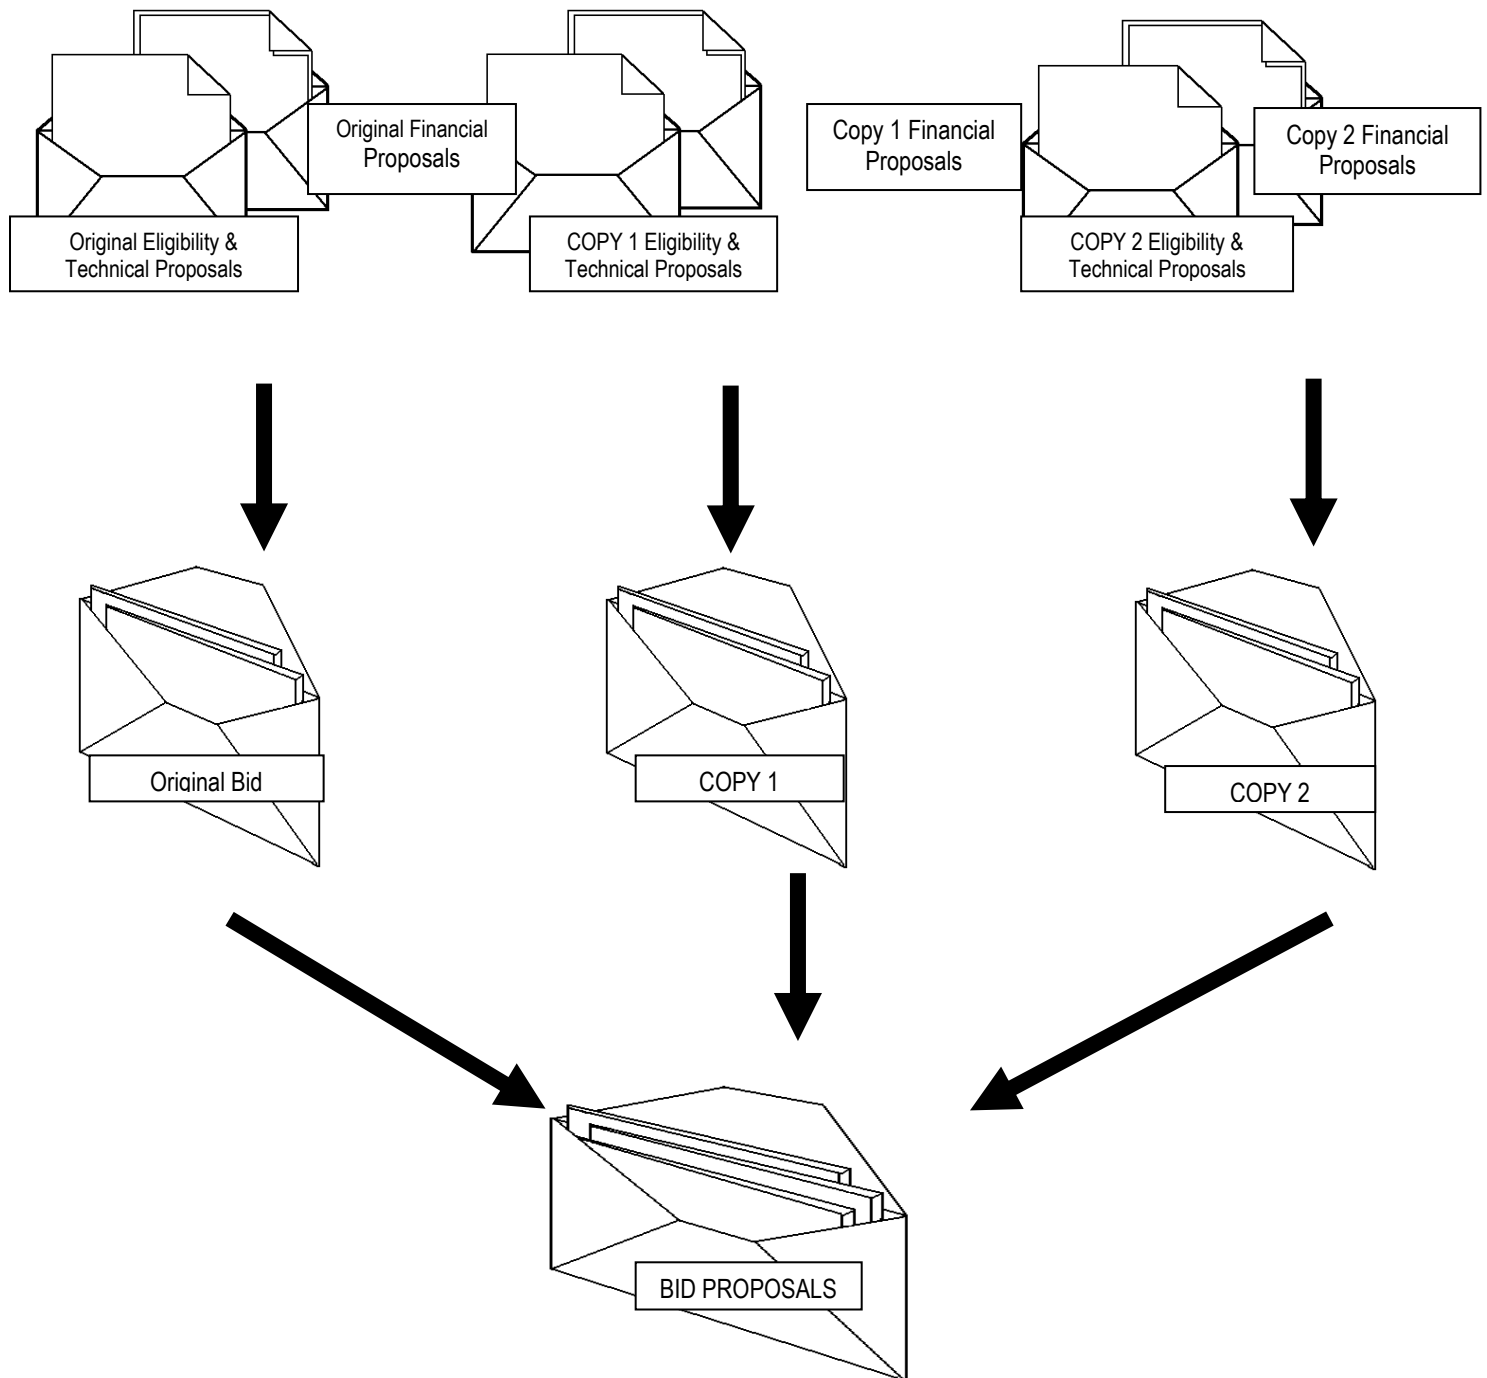 Original Financial
Proposals
Copy 1 Financial
Proposals
Copy 2 Financial
Proposals
Original Eligibility &
Technical Proposals
COPY 1 Eligibility &
Technical Proposals
COPY 2 Eligibility &
Technical Proposals
Original Bid
COPY 1
COPY 2
BID PROPOSALS